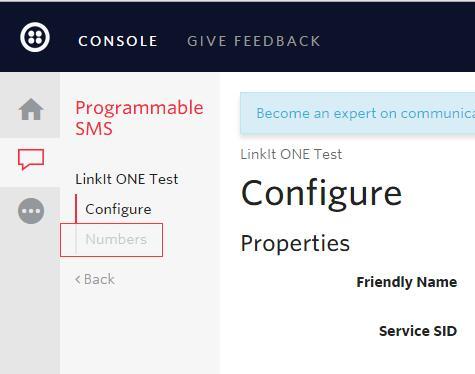 CONSOLE GIVE FEEDBACK
Programmable
SMS
LinkIt ONE Test
Configure
Numbers
‹ Back
Become an expert on communica
LinkIt ONE Test
Configure
Properties
Friendly Name
Service SID